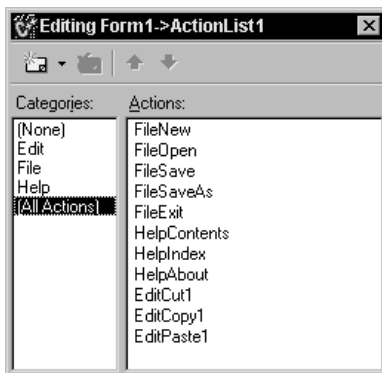 Editing Form1->ActionList1
Categories:
(None)
Edit
File
Help
(All Actions)
Actions:
FileNew
FileOpen
FileSave
FileSaveAs
FileExit
HelpContents
HelpIndex
HelpAbout
EditCut1
EditCopy1
EditPaste1